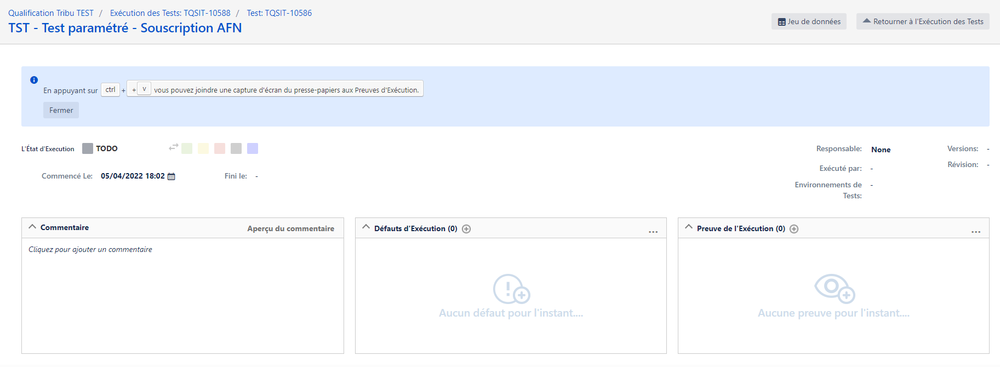 Qualification Tribu TEST / Exécution des Tests: TQSIT-10588 / Test: TQSIT-10586
TST - Test paramétré - Souscription AFN
Jeu de données
Retourner à l'Exécution des Tests
En appuyant sur ctrl + + v vous pouvez joindre une capture d'écran du presse-papiers aux Preuves d'Exécution.
Fermer
L'État d'Execution TODO
Commencé Le: 05/04/2022 18:02 Fini le: -
Responsable: None
Exécuté par: -
Environnements de
Tests: -
Versions: -
Révision: -
Commentaire Aperçu du commentaire
Cliquez pour ajouter un commentaire
Défauts d'Exécution (0) ...
Aucun défaut pour l'instant....
Preuve de l'Exécution (0) ...
Aucune preuve pour l'instant....